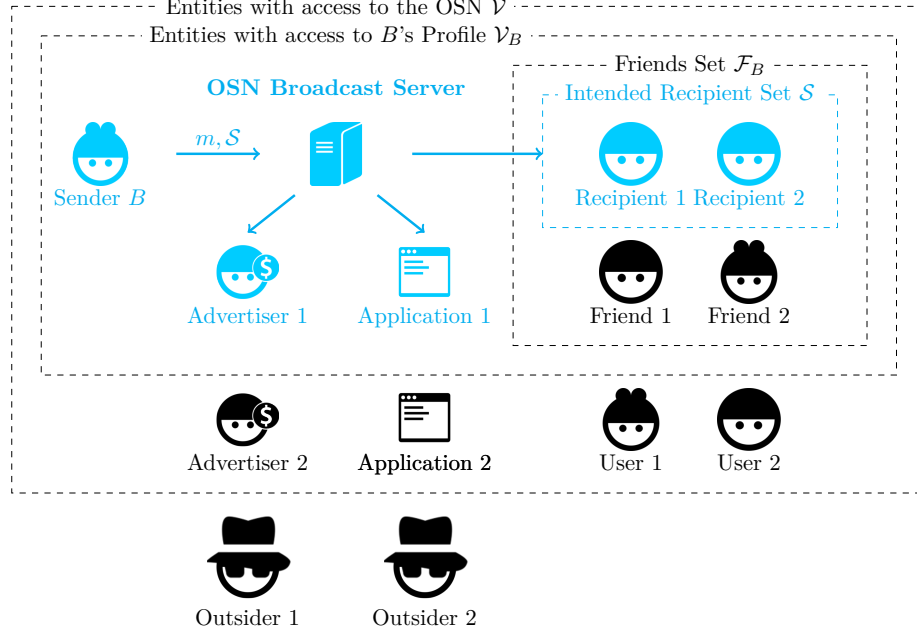 Entities with access to the OSN 𝒱
Entities with access to B's Profile 𝒱_B
Friends Set ℱ_B
OSN Broadcast Server
Intended Recipient Set 𝒮
m, 𝒮
Sender B
Recipient 1 Recipient 2
$
Advertiser 1
Application 1
Friend 1
Friend 2
$
Advertiser 2
Application 2
User 1
User 2
Outsider 1
Outsider 2